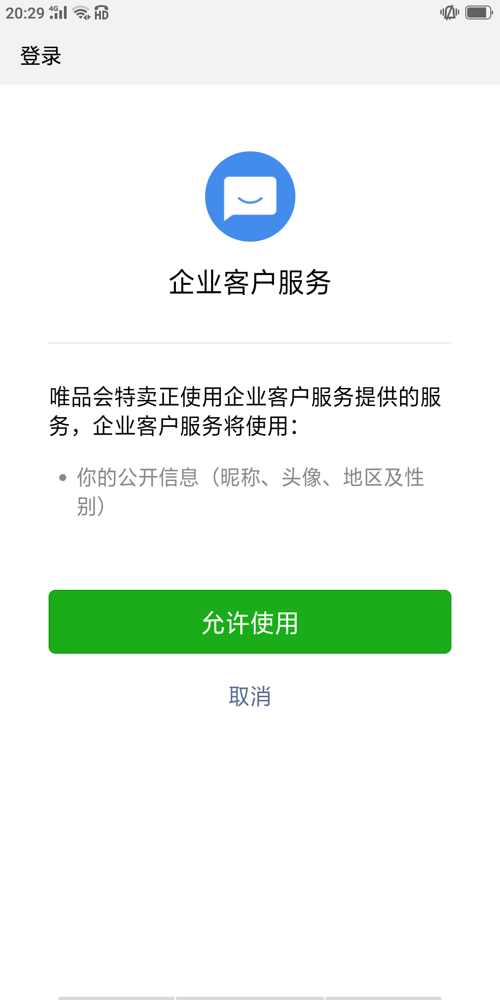 20:29 4G HD
登录
企业客户服务
唯品会特卖正使用企业客户服务提供的服
务，企业客户服务将使用：
你的公开信息（昵称、头像、地区及性
别）
允许使用
取消